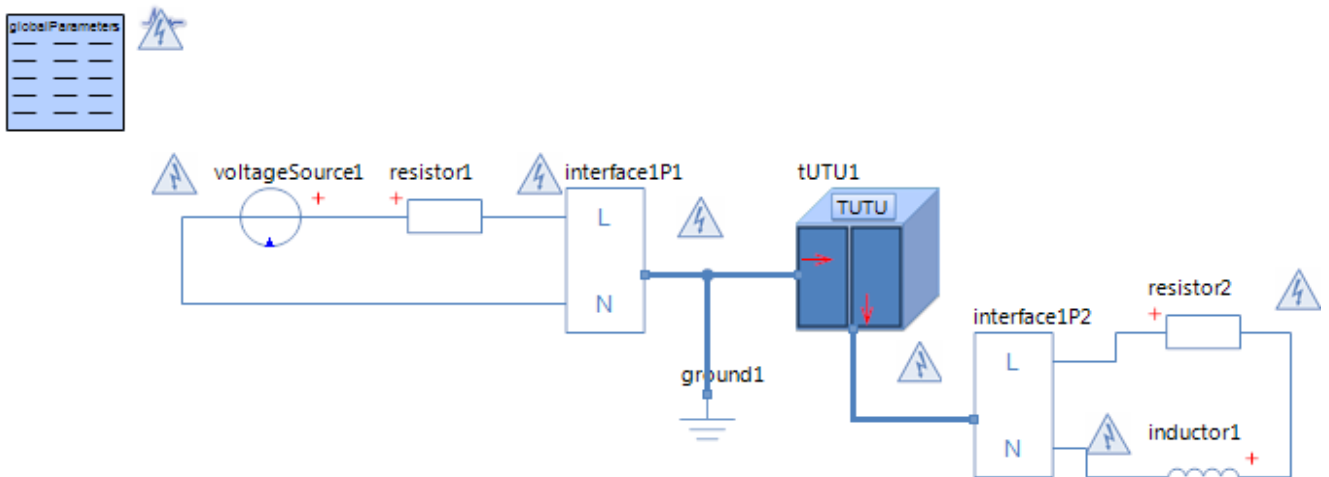 globalParameters
voltageSource1
resistor1
interface1P1
tUTU1
+
+
L
TUTU
N
resistor2
interface1P2
+
L
ground1
N
inductor1
+